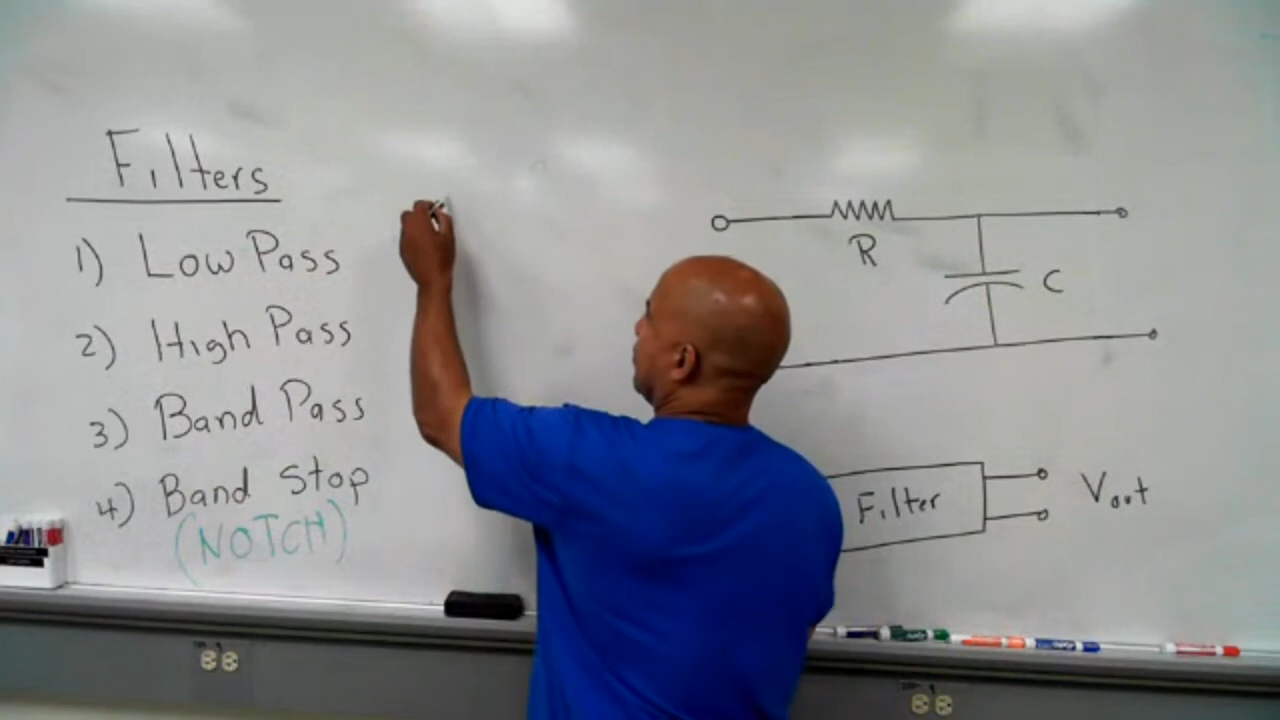 Filters
1) Low Pass
2) High Pass
3) Band Pass
4) Band Stop
(NOTCH)
R
C
Filter
Vout